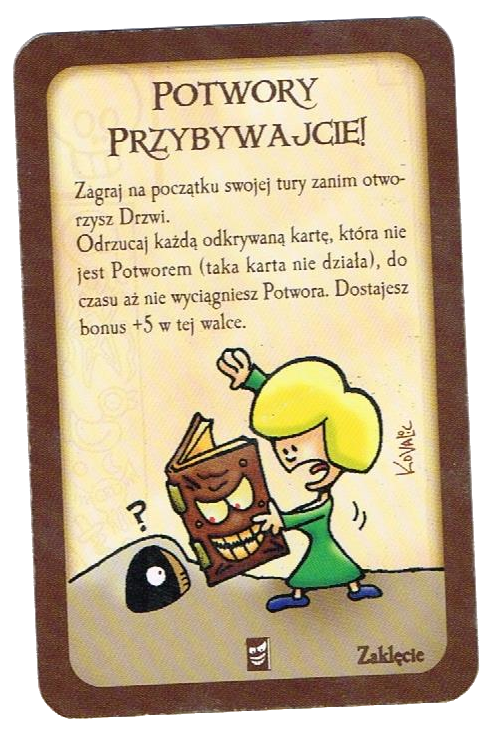 POTWORY
PRZYBYWAJCIE!
Zagraj na początku swojej tury zanim otwo-
rzysz Drzwi.
Odrzucaj każdą odkrywaną kartę, która nie
jest Potworem (taka karta nie działa), do
czasu aż nie wyciągniesz Potwora. Dostajesz
bonus +5 w tej walce.
KOVALIC
?
Zaklęcie